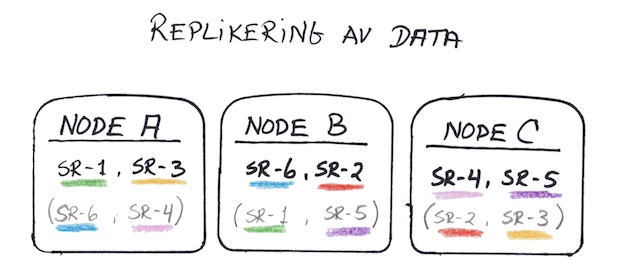 REPLIKERING AV DATA
NODE A
SR-1, SR-3
(SR-6, SR-4)
NODE B
SR-6, SR-2
(SR-1, SR-5)
NODE C
SR-4, SR-5
(SR-2, SR-3)